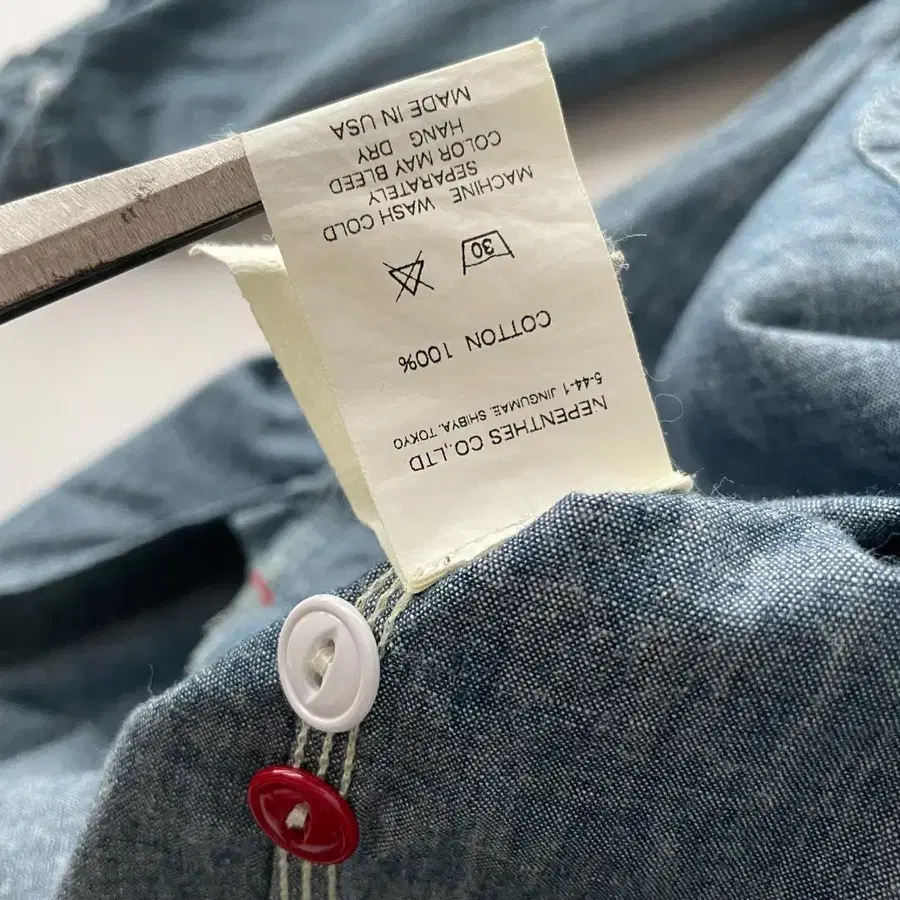 NEPENTHES CO.,LTD
5-44-1 JINGUMAE, SHIBYA, TOKYO
COTTON 100%
30
MACHINE WASH COLD
SEPARATELY
COLOR MAY BLEED
HANG DRY
MADE IN USA